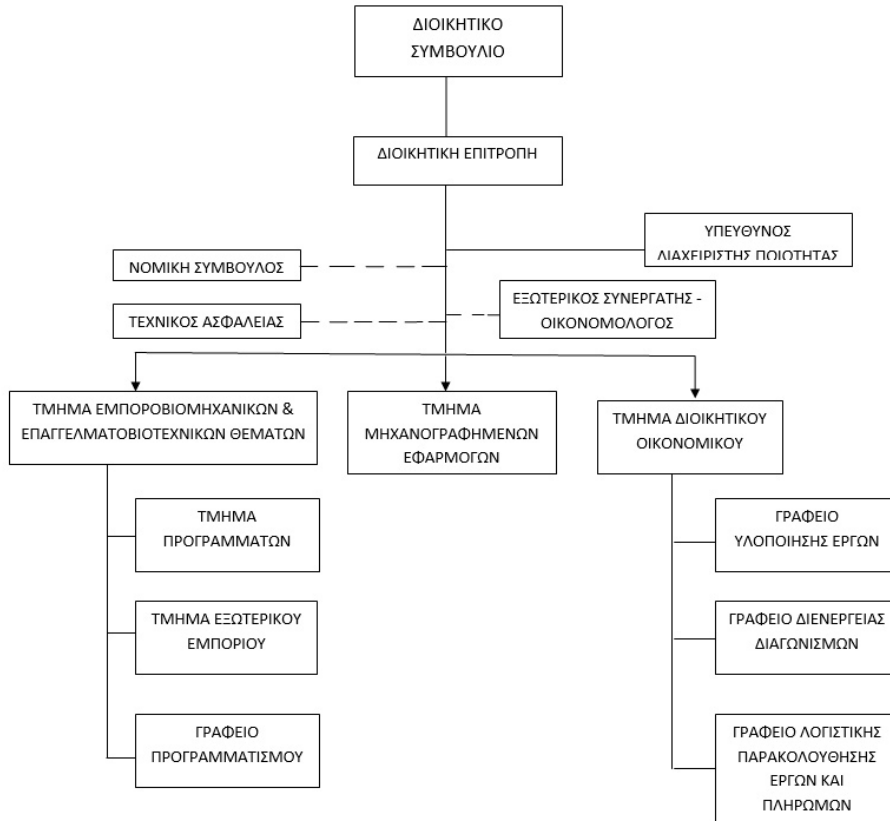 ΔΙΟΙΚΗΤΙΚΟ
ΣΥΜΒΟΥΛΙΟ
ΔΙΟΙΚΗΤΙΚΗ ΕΠΙΤΡΟΠΗ
ΥΠΕΥΘΥΝΟΣ
ΔΙΑΧΕΙΡΙΣΤΗΣ ΠΟΙΟΤΗΤΑΣ
ΝΟΜΙΚΗ ΣΥΜΒΟΥΛΟΣ
ΕΞΩΤΕΡΙΚΟΣ ΣΥΝΕΡΓΑΤΗΣ -
ΟΙΚΟΝΟΜΟΛΟΓΟΣ
ΤΕΧΝΙΚΟΣ ΑΣΦΑΛΕΙΑΣ
ΤΜΗΜΑ ΕΜΠΟΡΟΒΙΟΜΗΧΑΝΙΚΩΝ &
ΕΠΑΓΓΕΛΜΑΤΟΒΙΟΤΕΧΝΙΚΩΝ ΘΕΜΑΤΩΝ
ΤΜΗΜΑ
ΜΗΧΑΝΟΓΡΑΦΗΜΕΝΩΝ
ΕΦΑΡΜΟΓΩΝ
ΤΜΗΜΑ ΔΙΟΙΚΗΤΙΚΟΥ
ΟΙΚΟΝΟΜΙΚΟΥ
ΤΜΗΜΑ
ΠΡΟΓΡΑΜΜΑΤΩΝ
ΤΜΗΜΑ ΕΞΩΤΕΡΙΚΟΥ
ΕΜΠΟΡΙΟΥ
ΓΡΑΦΕΙΟ
ΠΡΟΓΡΑΜΜΑΤΙΣΜΟΥ
ΓΡΑΦΕΙΟ
ΥΛΟΠΟΙΗΣΗΣ ΕΡΓΩΝ
ΓΡΑΦΕΙΟ ΔΙΕΝΕΡΓΕΙΑΣ
ΔΙΑΓΩΝΙΣΜΩΝ
ΓΡΑΦΕΙΟ ΛΟΓΙΣΤΙΚΗΣ
ΠΑΡΑΚΟΛΟΥΘΗΣΗΣ
ΕΡΓΩΝ ΚΑΙ
ΠΛΗΡΩΜΩΝ